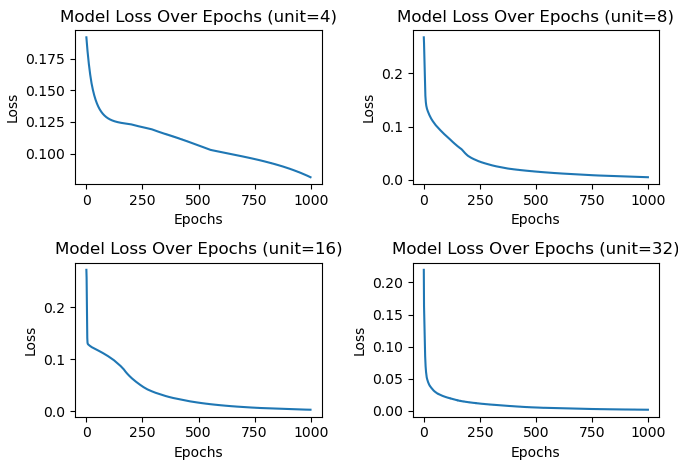 Model Loss Over Epochs (unit=4)
0.175
0.150
0.125
0.100
Loss
0 250 500 750 1000
Epochs
Model Loss Over Epochs (unit=8)
0.2
0.1
0.0
Loss
0 250 500 750 1000
Epochs
Model Loss Over Epochs (unit=16)
0.2
0.1
0.0
Loss
0 250 500 750 1000
Epochs
Model Loss Over Epochs (unit=32)
0.20
0.15
0.10
0.05
0.00
Loss
0 250 500 750 1000
Epochs